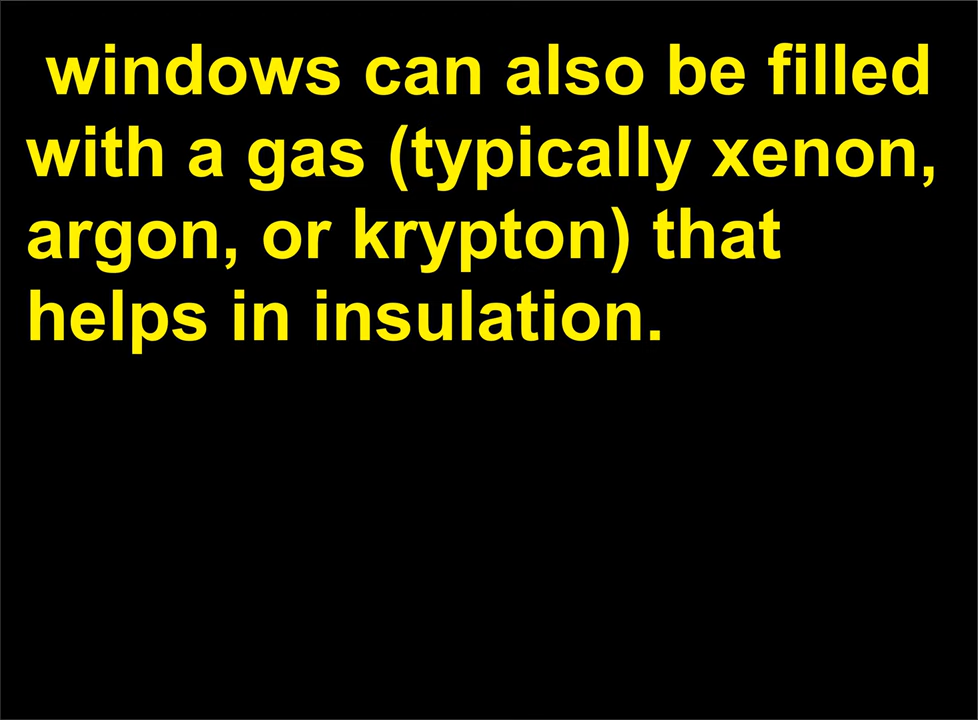 windows can also be filled
with a gas (typically xenon,
argon, or krypton) that
helps in insulation.